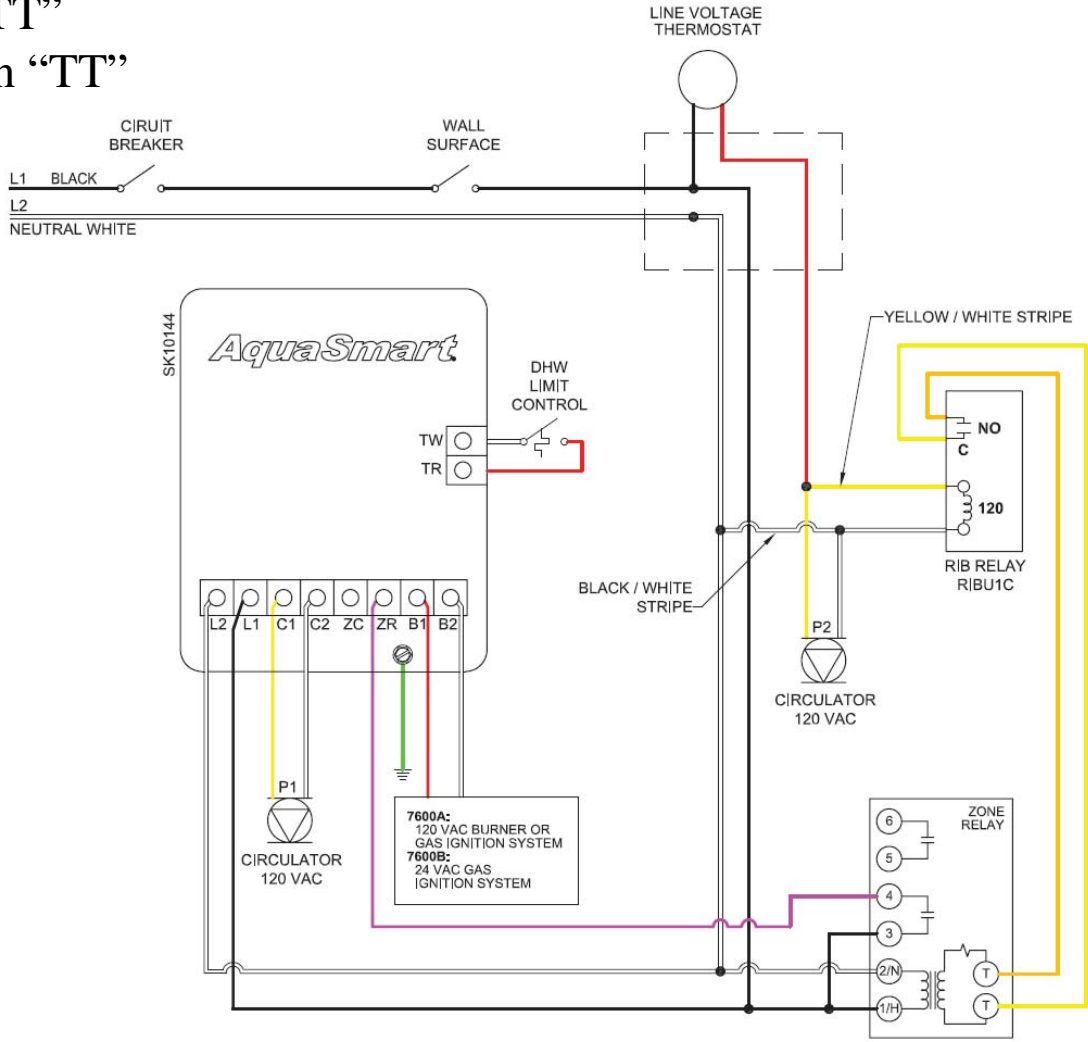 TT”
n “TT”
LINE VOLTAGE
THERMOSTAT
CIRUIT
BREAKER
WALL
SURFACE
L1 BLACK
L2
NEUTRAL WHITE
SK10144
AquaSmart
DHW
LIMIT
CONTROL
TW
TR
YELLOW / WHITE STRIPE
NO
C
120
RIB RELAY
RIBU1C
BLACK / WHITE
STRIPE
L2 L1 C1 C2 ZC ZR B1 B2
P2
CIRCULATOR
120 VAC
P1
CIRCULATOR
120 VAC
7600A:
120 VAC BURNER OR
GAS IGNITION SYSTEM
7600B:
24 VAC GAS
IGNITION SYSTEM
ZONE
RELAY
6
5
4
3
2/N
T
1/H
T